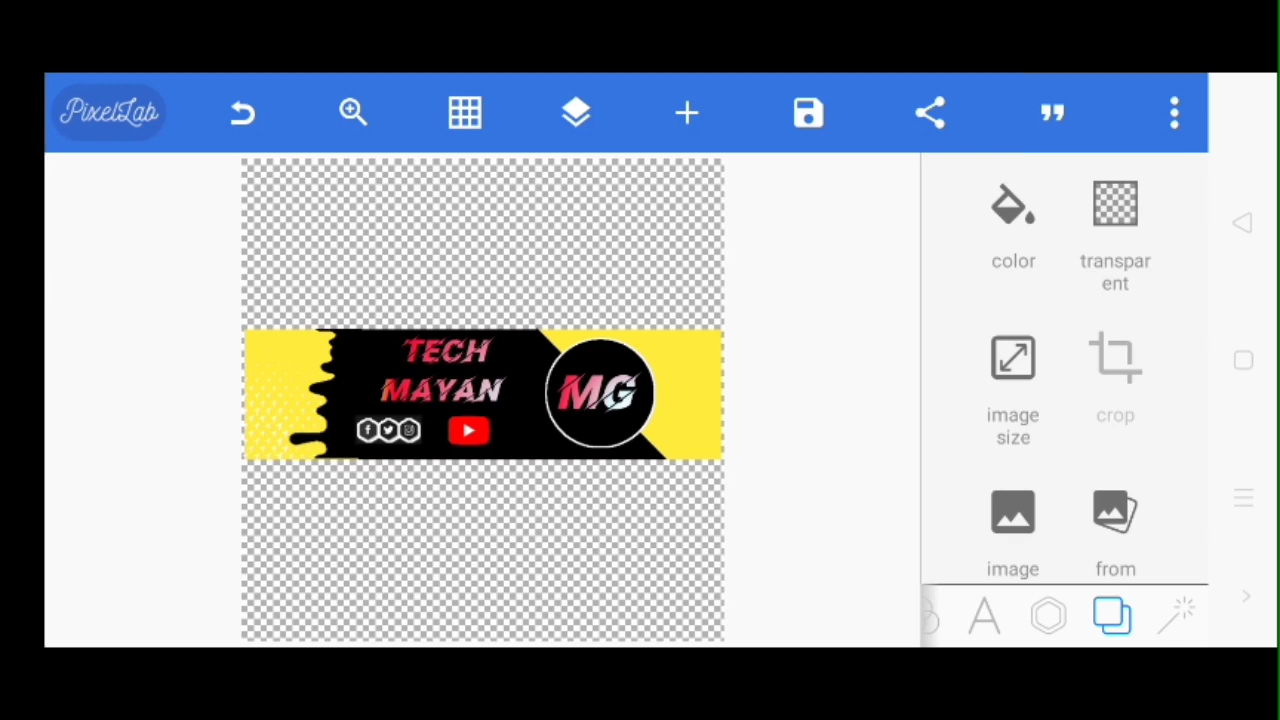 PixelLab
color
transpar
ent
image
size
crop
image
from
TECH
MAYAN
MG